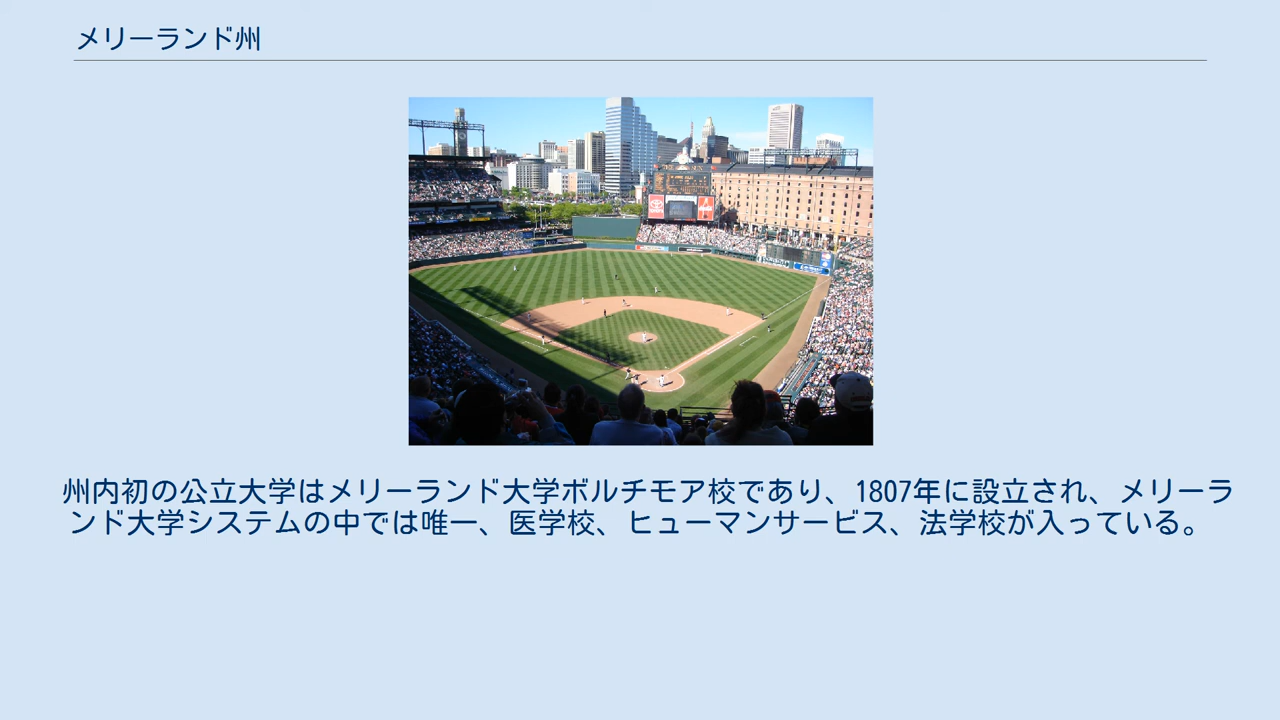 メリーランド州
州内初の公立大学はメリーランド大学ボルチモア校であり、1807年に設立され、メリーラ
ンド大学システムの中では唯一、医学校、ヒューマンサービス、法学校が入っている。